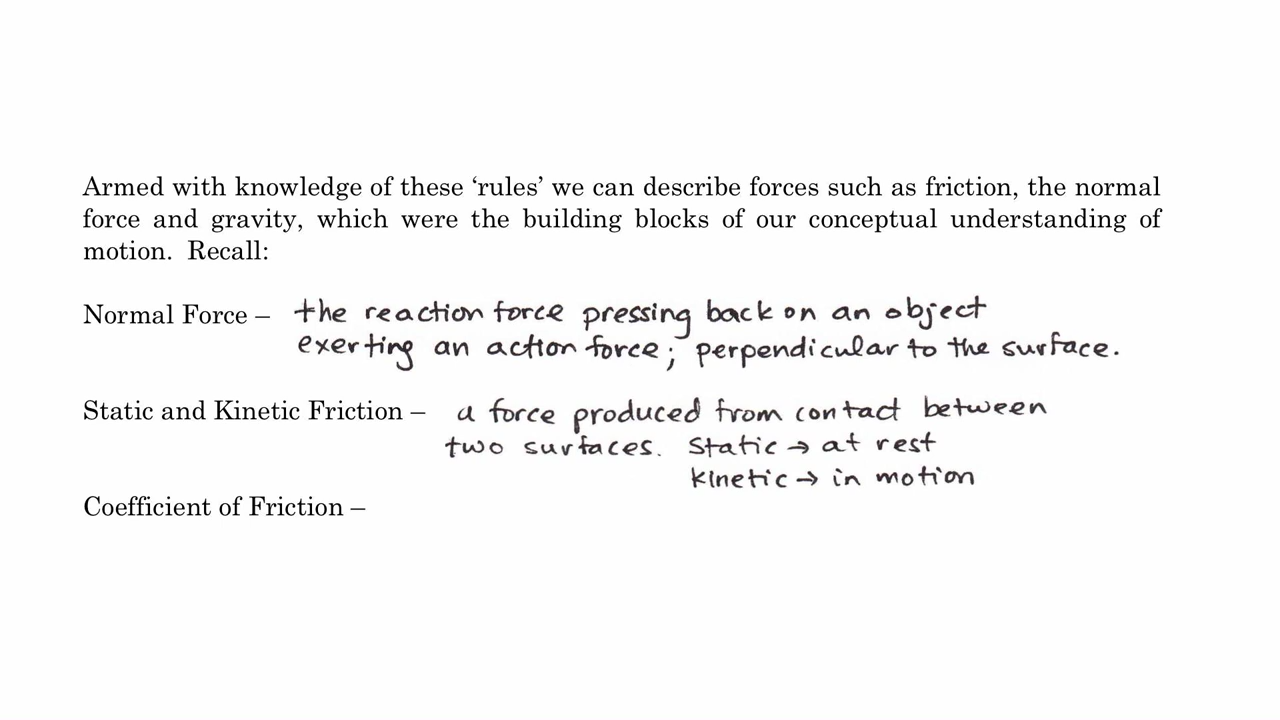 Armed with knowledge of these ‘rules’ we can describe forces such as friction, the normal
force and gravity, which were the building blocks of our conceptual understanding of
motion. Recall:
Normal Force – the reaction force pressing back on an object
exerting an action force; perpendicular to the surface.
Static and Kinetic Friction – a force produced from contact between
two surfaces. Static → at rest
kinetic → in motion
Coefficient of Friction –